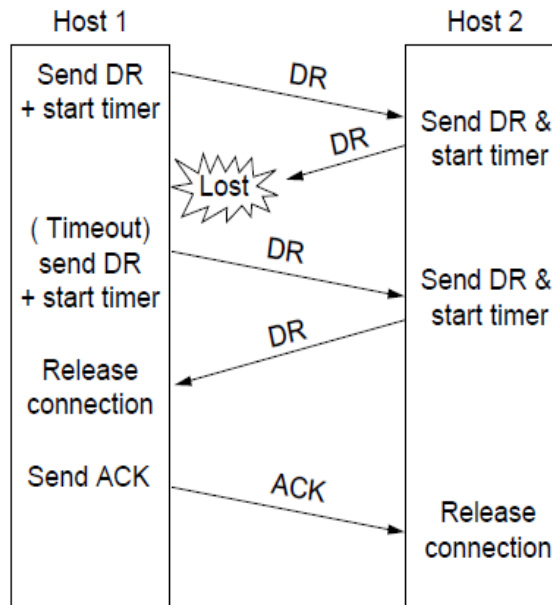 Host 1
Host 2
Send DR
+ start timer
DR
Send DR &
start timer
DR
Lost
( Timeout)
send DR
+ start timer
DR
Send DR &
start timer
DR
Release
connection
Send ACK
ACK
Release
connection